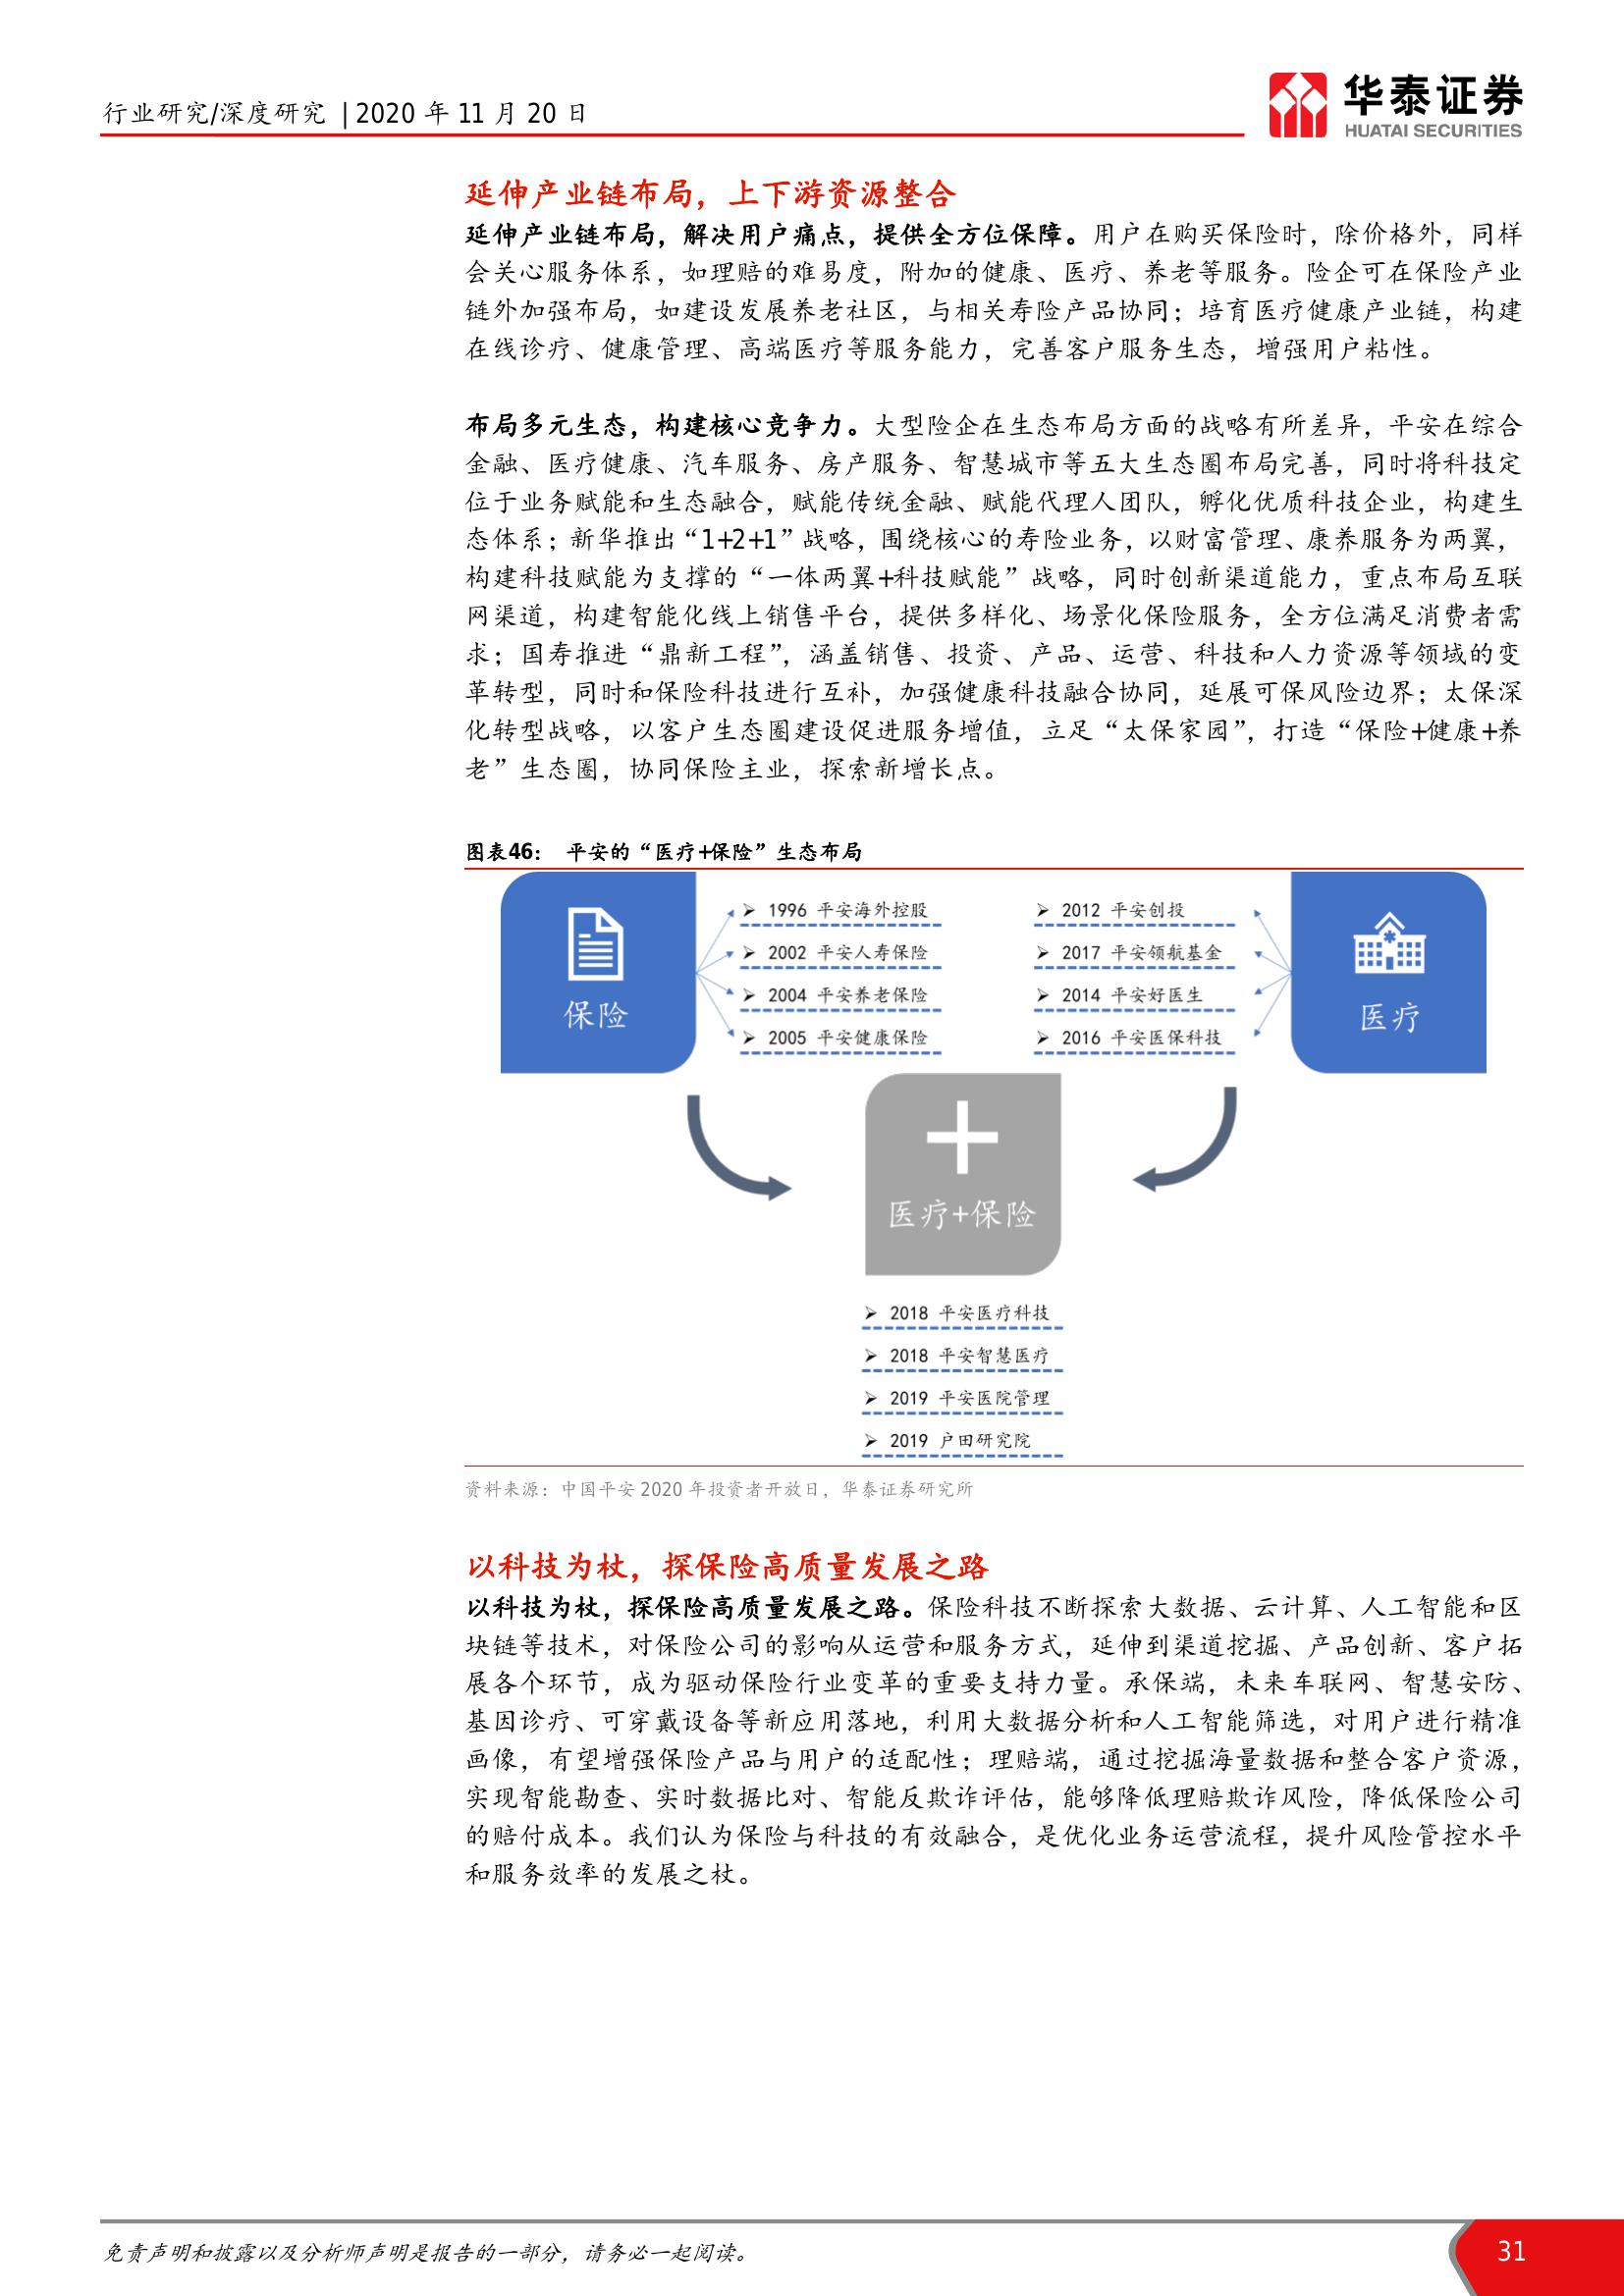 行业研究/深度研究 | 2020 年 11 月 20 日
华泰证券
HUATAI SECURITIES
延伸产业链布局，上下游资源整合
延伸产业链布局，解决用户痛点，提供全方位保障。用户在购买保险时，除价格外，同样
会关心服务体系，如理赔的难易度，附加的健康、医疗、养老等服务。险企可在保险产业
链外加强布局，如建设发展养老社区，与相关寿险产品协同；培育医疗健康产业链，构建
在线诊疗、健康管理、高端医疗等服务能力，完善客户服务生态，增强用户粘性。
布局多元生态，构建核心竞争力。大型险企在生态布局方面的战略有所差异，平安在综合
金融、医疗健康、汽车服务、房产服务、智慧城市等五大生态圈布局完善，同时将科技定
位于业务赋能和生态融合，赋能传统金融、赋能代理人团队，孵化优质科技企业，构建生
态体系；新华推出“1+2+1”战略，围绕核心的寿险业务，以财富管理、康养服务为两翼，
构建科技赋能为支撑的“一体两翼+科技赋能”战略，同时创新渠道能力，重点布局互联
网渠道，构建智能化线上销售平台，提供多样化、场景化保险服务，全方位满足消费者需
求；国寿推进“鼎新工程”，涵盖销售、投资、产品、运营、科技和人力资源等领域的变
革转型，同时和保险科技进行互补，加强健康科技融合协同，延展可保风险边界；太保深
化转型战略，以客户生态圈建设促进服务增值，立足“太保家园”，打造“保险+健康+养
老”生态圈，协同保险主业，探索新增长点。
图表46： 平安的“医疗+保险”生态布局
保险
➢ 1996 平安海外控股
➢ 2002 平安人寿保险
➢ 2004 平安养老保险
➢ 2005 平安健康保险
➢ 2012 平安创投
➢ 2017 平安领航基金
➢ 2014 平安好医生
➢ 2016 平安医保科技
医疗
医疗+保险
➢ 2018 平安医疗科技
➢ 2018 平安智慧医疗
➢ 2019 平安医院管理
➢ 2019 户田研究院
资料来源：中国平安 2020 年投资者开放日，华泰证券研究所
以科技为杖，探保险高质量发展之路
以科技为杖，探保险高质量发展之路。保险科技不断探索大数据、云计算、人工智能和区
块链等技术，对保险公司的影响从运营和服务方式，延伸到渠道挖掘、产品创新、客户拓
展各个环节，成为驱动保险行业变革的重要支持力量。承保端，未来车联网、智慧安防、
基因诊疗、可穿戴设备等新应用落地，利用大数据分析和人工智能筛选，对用户进行精准
画像，有望增强保险产品与用户的适配性；理赔端，通过挖掘海量数据和整合客户资源，
实现智能勘查、实时数据比对、智能反欺诈评估，能够降低理赔欺诈风险，降低保险公司
的赔付成本。我们认为保险与科技的有效融合，是优化业务运营流程，提升风险管控水平
和服务效率的发展之杖。
免责声明和披露以及分析师声明是报告的一部分，请务必一起阅读。
31